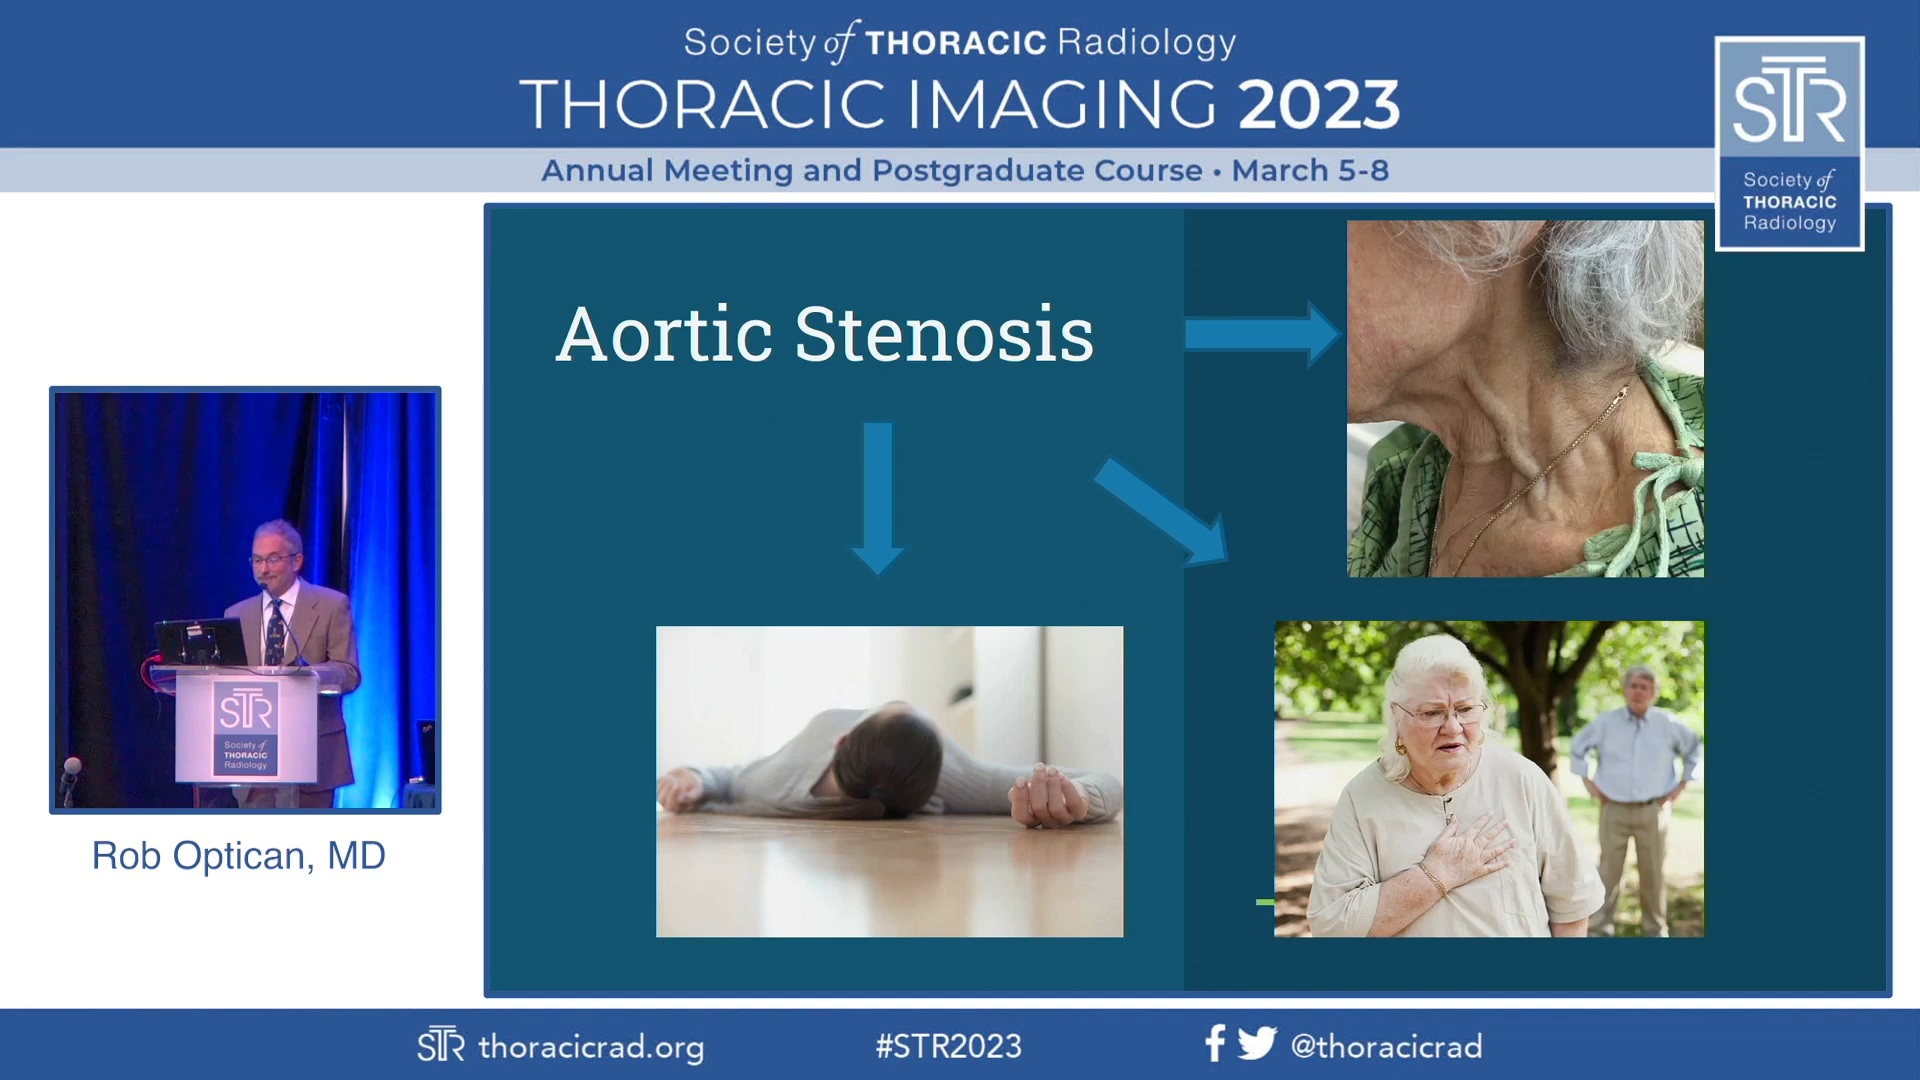 Society of THORACIC Radiology
THORACIC IMAGING 2023
Annual Meeting and Postgraduate Course • March 5-8
STR
Society of
THORACIC
Radiology
Aortic Stenosis
STR
Society of
THORACIC
Radiology
Rob Optican, MD
STR thoracicrad.org
#STR2023
@thoracicrad